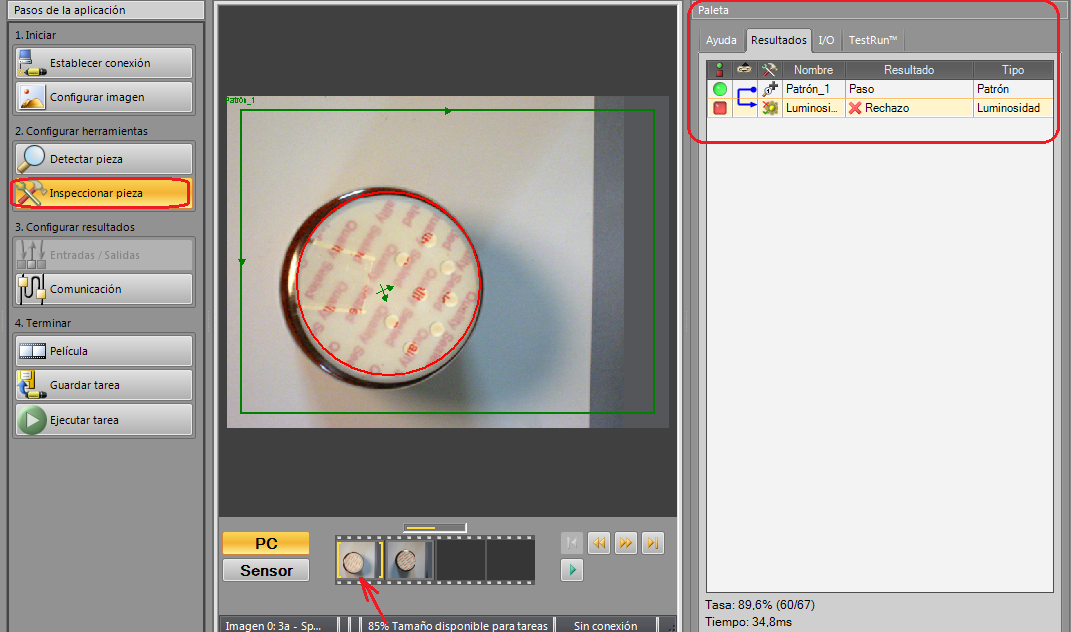 Pasos de la aplicación
1. Iniciar
Establecer conexión
Configurar imagen
2. Configurar herramientas
Detectar pieza
Inspeccionar pieza
3. Configurar resultados
Entradas / Salidas
Comunicación
4. Terminar
Película
Guardar tarea
Ejecutar tarea
Patrón_1
Quality Seasing
PC
Sensor
Imagen 0: 3a - Sp...
85% Tamaño disponible para tareas
Sin conexión
Paleta
Ayuda
Resultados
I/O
TestRun™
Nombre Resultado Tipo
Patrón_1 Paso Patrón
Luminosi... Rechazo Luminosidad
Tasa: 89,6% (60/67)
Tiempo: 34,8ms